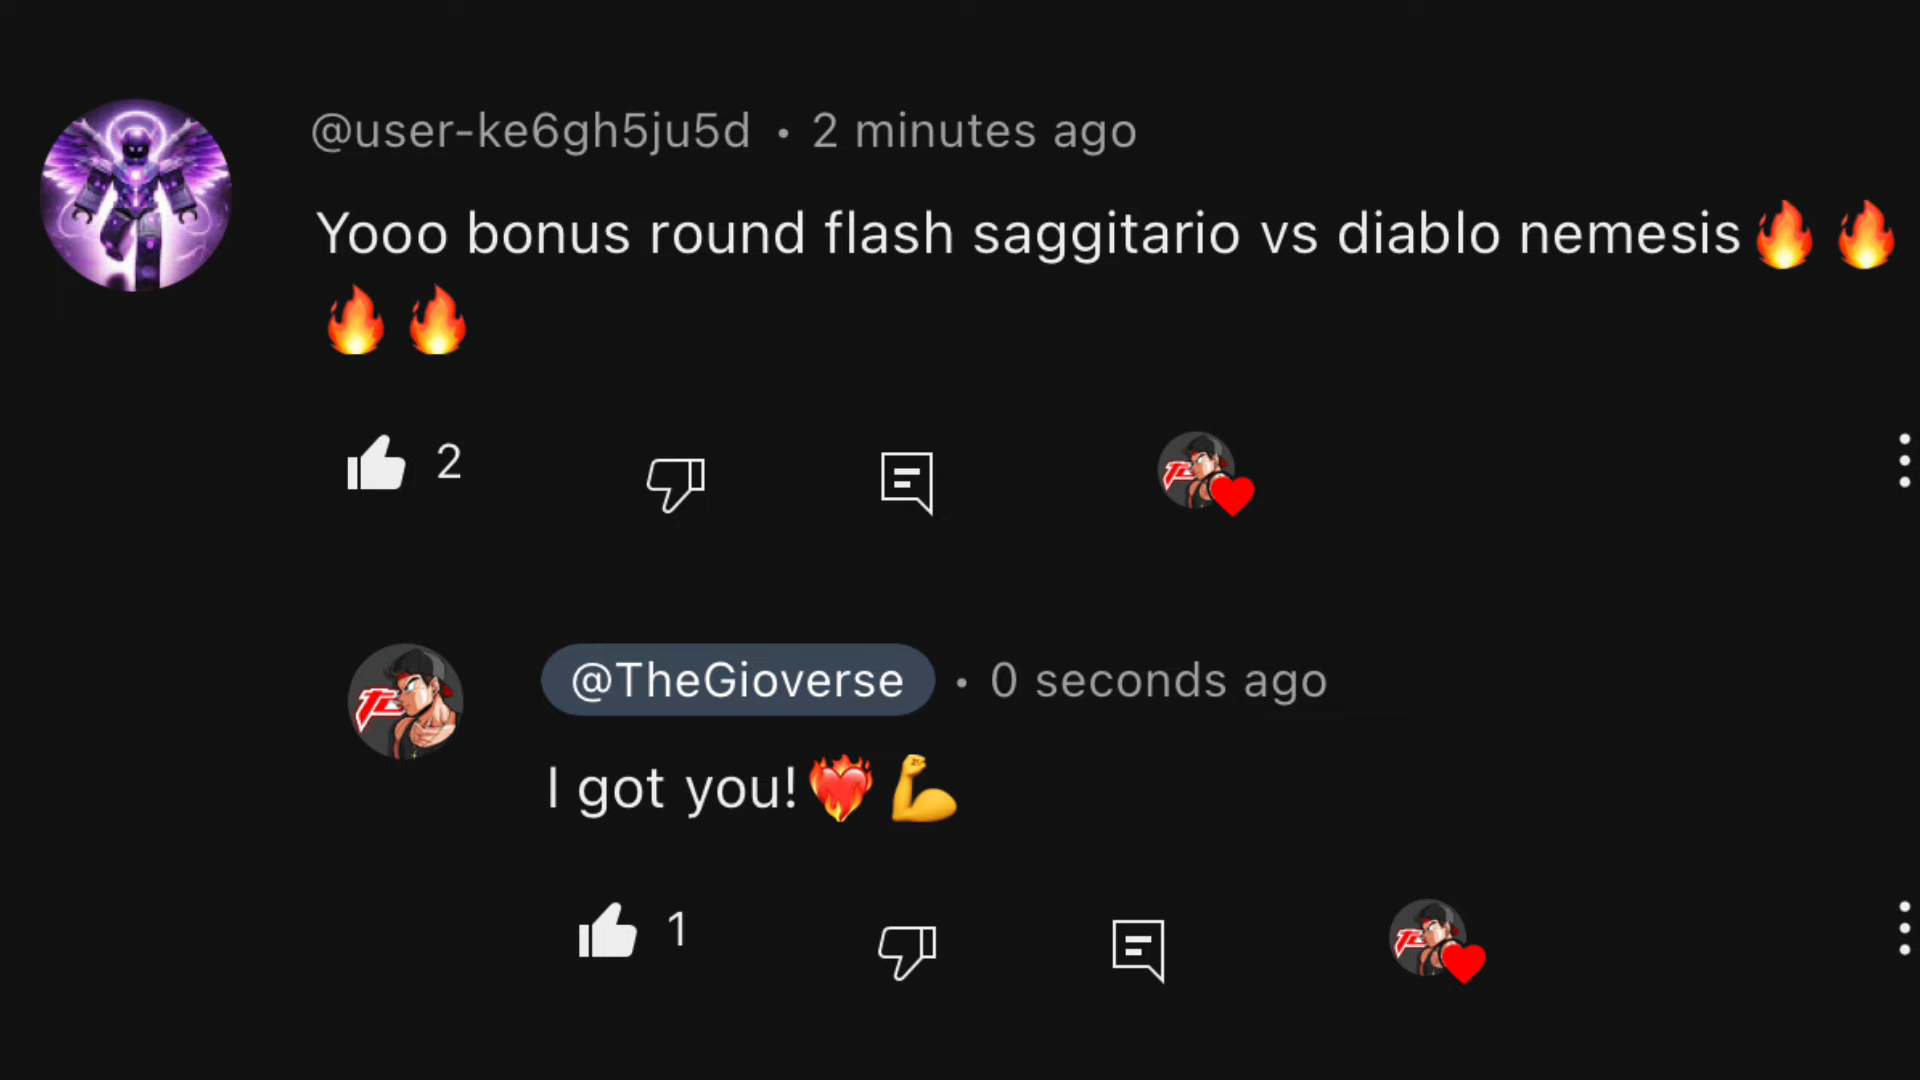 @user-ke6gh5ju5d • 2 minutes ago
Yooo bonus round flash saggitario vs diablo nemesis🔥🔥
🔥🔥
2
@TheGioverse • 0 seconds ago
I got you!❤️‍🔥💪
1